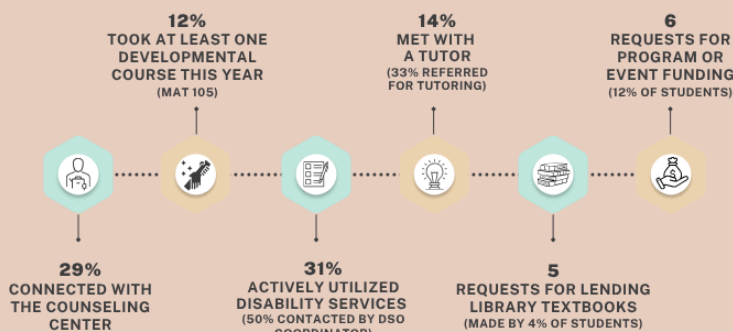 12%
TOOK AT LEAST ONE
DEVELOPMENTAL
COURSE THIS YEAR
(MAT 105)
14%
MET WITH
A TUTOR
(33% REFERRED
FOR TUTORING)
6
REQUESTS FOR
PROGRAM OR
EVENT FUNDING
(12% OF STUDENTS)
29%
CONNECTED WITH
THE COUNSELING
CENTER
31%
ACTIVELY UTILIZED
DISABILITY SERVICES
(50% CONTACTED BY DSO
COORDINATOR)
5
REQUESTS FOR LENDING
LIBRARY TEXTBOOKS
(MADE BY 4% OF STUDENTS)